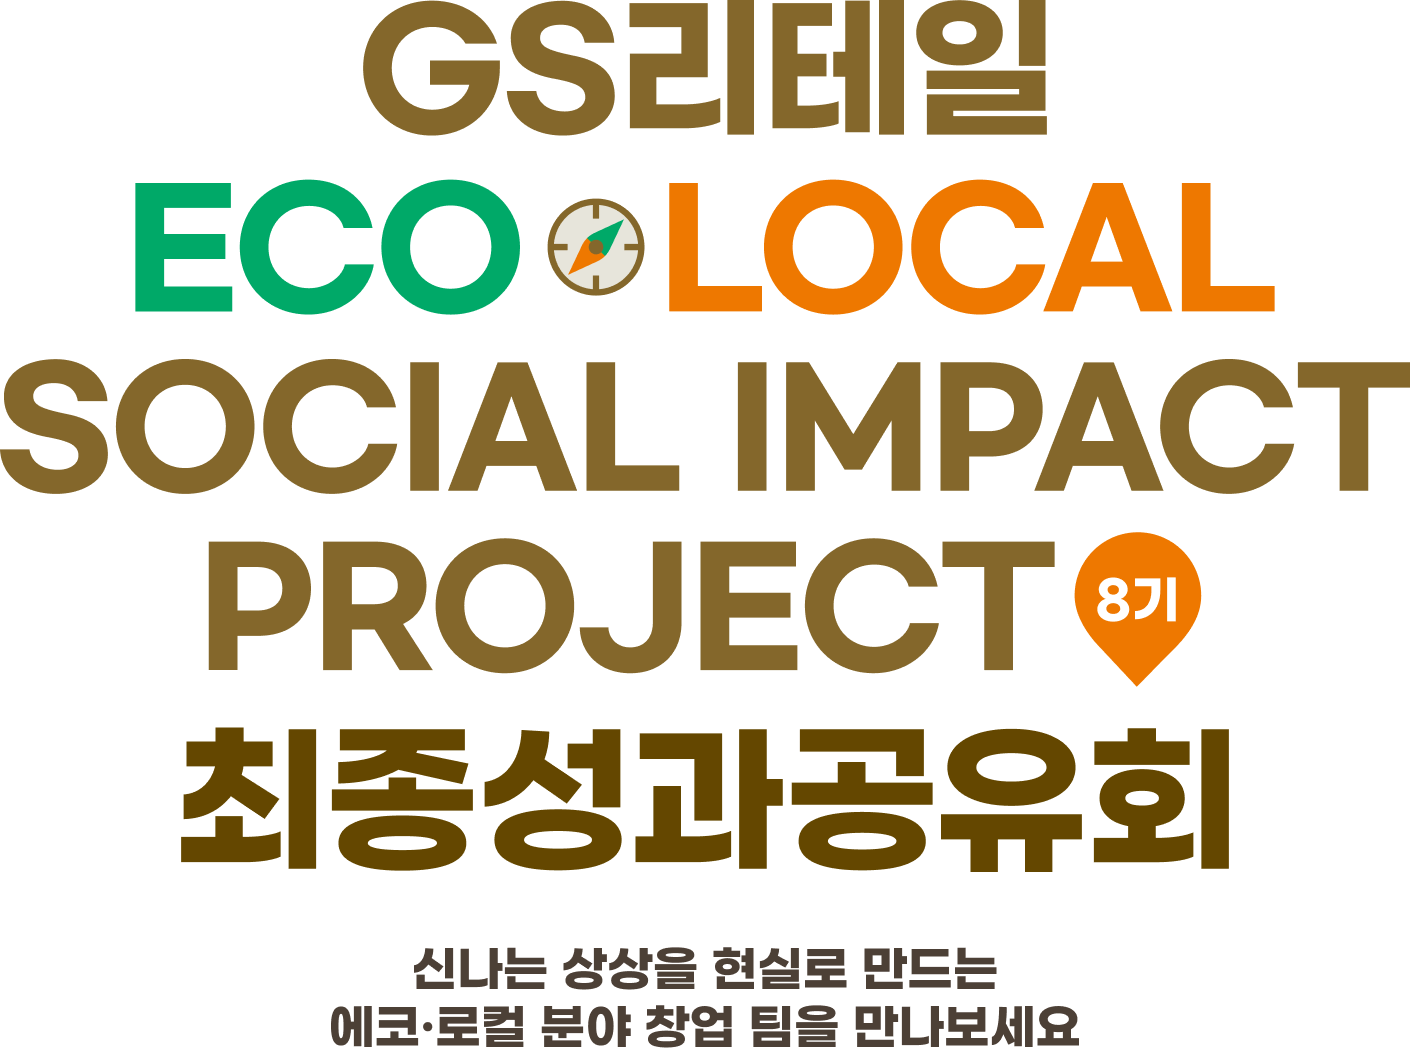 GS리테일
ECO LOCAL
SOCIAL IMPACT
PROJECT 8기
최종성과공유회
신나는 상상을 현실로 만드는
에코·로컬 분야 창업 팀을 만나보세요